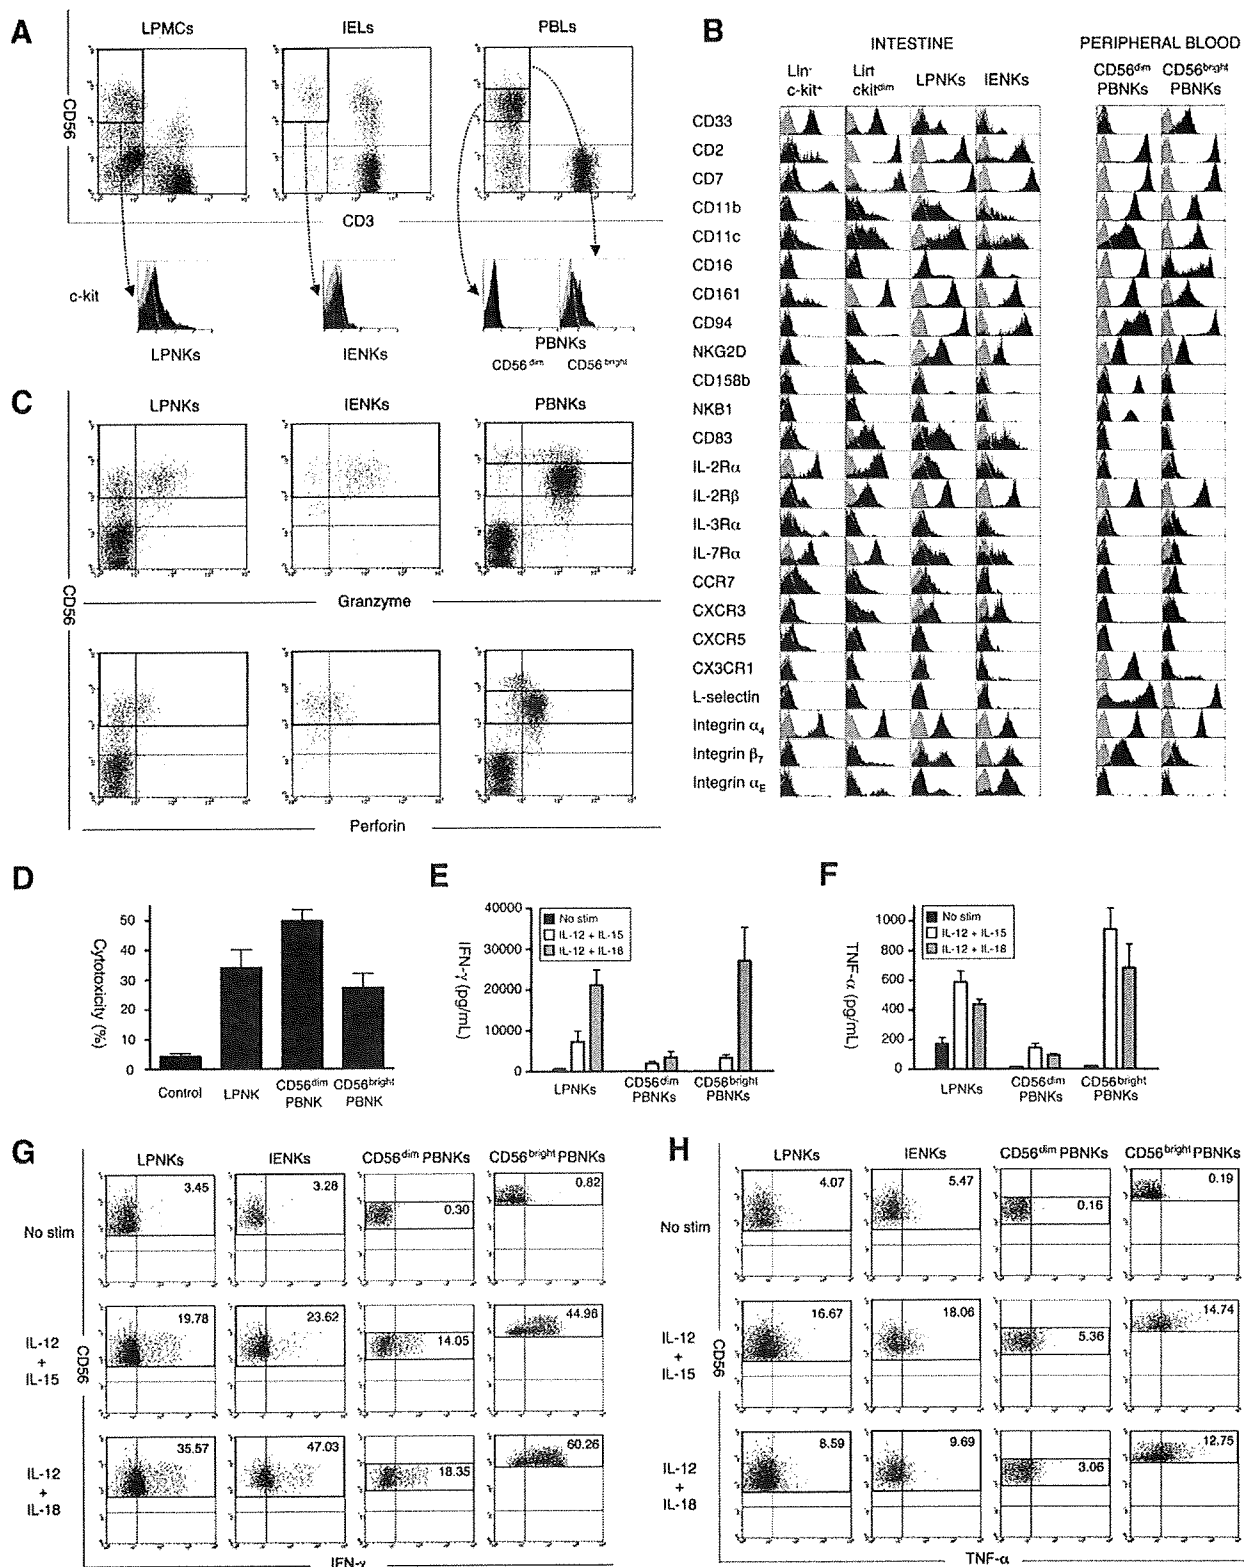 A
LPMCs
IELs
PBLs
CD56
CD3
c-kit
LPNKs
IENKs
PBNKs
CD56dim
CD56bright
B
INTESTINE
PERIPHERAL BLOOD
Lin- c-kit+
Lin- ckitdim
LPNKs
IENKs
CD56dim PBNKs
CD56bright PBNKs
CD33
CD2
CD7
CD11b
CD11c
CD16
CD161
CD94
NKG2D
CD158b
NKB1
CD83
IL-2Rα
IL-2Rβ
IL-3Rα
IL-7Rα
CCR7
CXCR3
CXCR5
CX3CR1
L-selectin
Integrin α4
Integrin β7
Integrin αE
C
LPNKs
IENKs
PBNKs
CD56
Granzyme
Perforin
D
Cytotoxicity (%)
50
40
30
20
10
0
Control
LPNK
CD56dim PBNK
CD56bright PBNK
E
IFN-γ (pg/mL)
40000
30000
20000
10000
0
No stim
IL-12 + IL-15
IL-12 + IL-18
LPNKs
CD56dim PBNKs
CD56bright PBNKs
F
TNF-α (pg/mL)
1000
800
600
400
200
0
No stim
IL-12 + IL-15
IL-12 + IL-18
LPNKs
CD56dim PBNKs
CD56bright PBNKs
G
LPNKs
IENKs
CD56dim PBNKs
CD56bright PBNKs
No stim
3.45
3.28
0.30
0.82
IL-12 + IL-15
19.78
23.62
14.05
44.96
IL-12 + IL-18
35.57
47.03
18.35
60.26
CD56
IFN-γ
H
LPNKs
IENKs
CD56dim PBNKs
CD56bright PBNKs
No stim
4.07
5.47
0.16
0.19
IL-12 + IL-15
16.67
18.06
5.36
14.74
IL-12 + IL-18
8.59
9.69
3.06
12.75
CD56
TNF-α